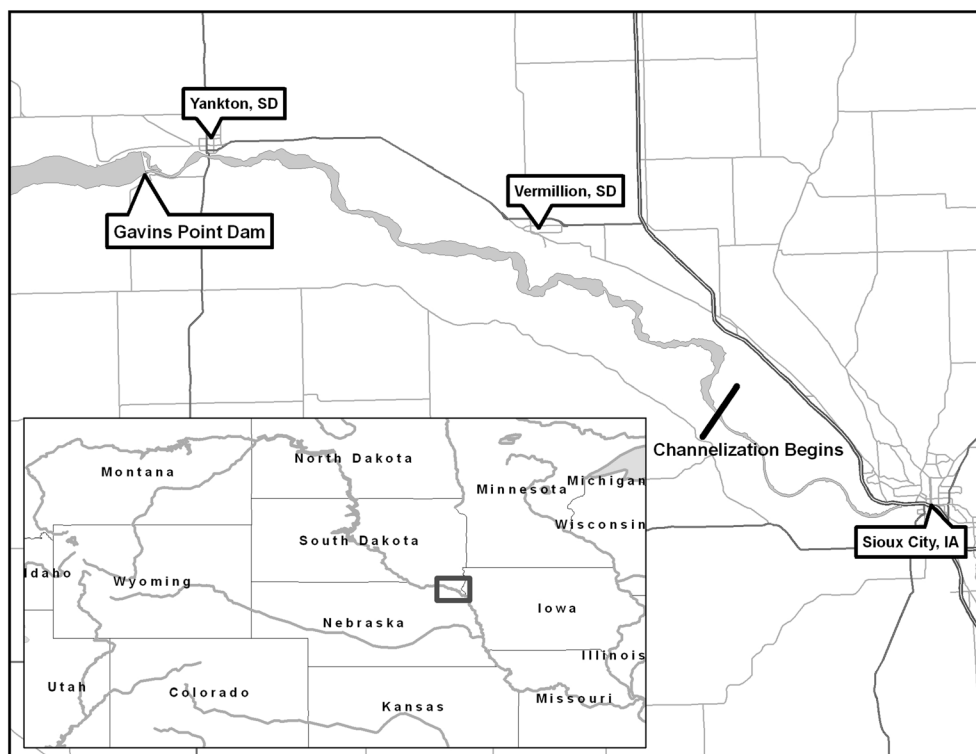 Yankton, SD
Vermillion, SD
Gavins Point Dam
Channelization Begins
Sioux City, IA
Montana
North Dakota
Minnesota
Michigan
Wisconsin
South Dakota
Idaho
Wyoming
Iowa
Nebraska
Illinois
Utah
Colorado
Kansas
Missouri